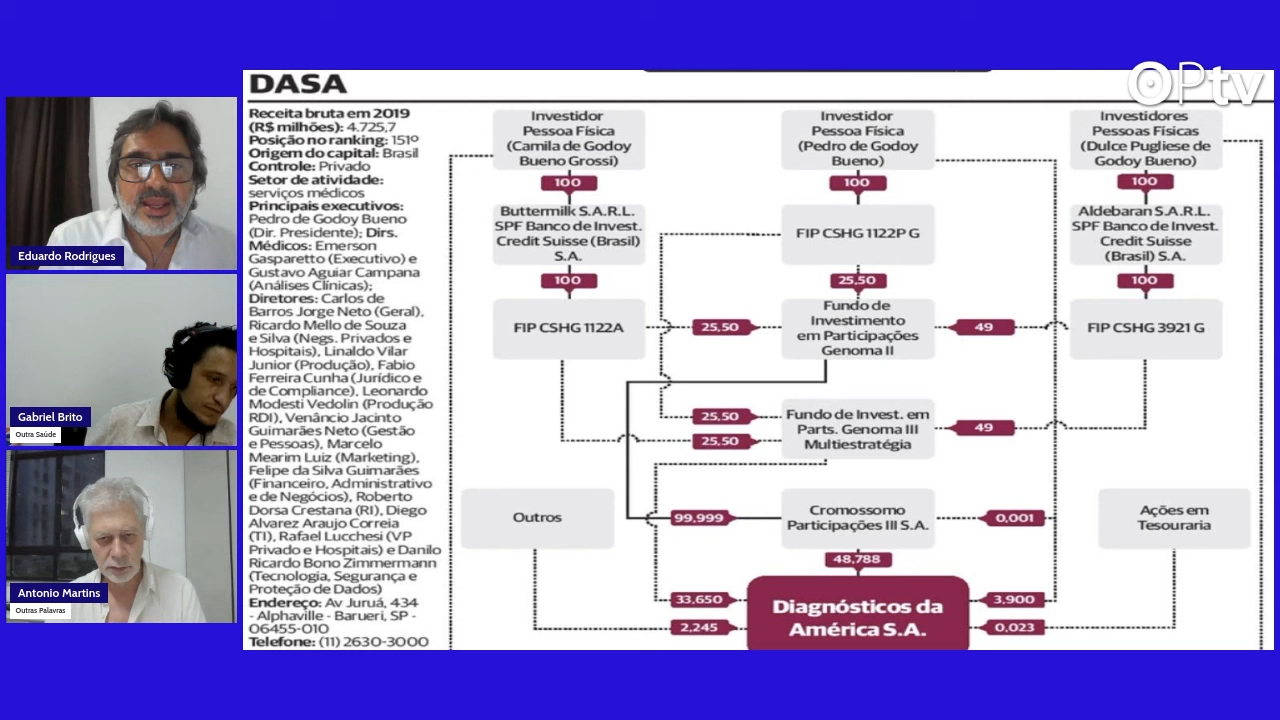 OPtv
DASA
Receita bruta em 2019
(R$ milhões): 4.725,7
Posição no ranking: 151º
Origem do capital: Brasil
Controle: Privado
Setor de atividade:
serviços médicos
Principais executivos:
Pedro de Godoy Bueno
(Dir. Presidente); Dirs.
Médicos: Emerson
Gasparetto (Executivo) e
Gustavo Aguiar Campana
(Análises Clínicas);
Diretores: Carlos de
Barros Jorge Neto (Geral),
Ricardo Mello de Souza
e Silva (Negs. Privados e
Hospitais), Linaldo Vilar
Junior (Produção), Fabio
Ferreira Cunha (Jurídico e
de Compliance), Leonardo
Modesti Vedolin (Produção
RDI), Venâncio Jacinto
Guimarães Neto (Gestão
e Pessoas), Marcelo
Mearim Luiz (Marketing),
Felipe da Silva Guimarães
(Financeiro, Administrativo
e de Negócios), Roberto
Dorsa Crestana (RI), Diego
Alvarez Araujo Correia
(TI), Rafael Lucchesi (VP
Privado e Hospitais) e Danilo
Ricardo Bono Zimmermann
(Tecnologia, Segurança e
Proteção de Dados)
Endereço: Av Juruá, 434
- Alphaville - Barueri, SP -
06455-010
Telefone: (11) 2630-3000
Investidor
Pessoa Física
(Camila de Godoy
Bueno Grossi)
Investidor
Pessoa Física
(Pedro de Godoy
Bueno)
Investidores
Pessoas Físicas
(Dulce Pugliese de
Godoy Bueno)
100
100
100
Buttermilk S.A.R.L.
SPF Banco de Invest.
Credit Suisse (Brasil)
S.A.
FIP CSHG 1122P G
Aldebaran S.A.R.L.
SPF Banco de Invest.
Credit Suisse
(Brasil) S.A.
100
25,50
100
FIP CSHG 1122A
25,50
Fundo de
Investimento
em Participações
Genoma II
49
FIP CSHG 3921 G
25,50
25,50
Fundo de Invest. em
Parts. Genoma III
Multiestratégia
49
Outros
99,999
Cromossomo
Participações III S.A.
0,001
Ações em
Tesouraria
48,788
33,650
2,245
Diagnósticos da
América S.A.
3,900
0,023
Eduardo Rodrigues
Gabriel Brito
Outra Saúde
Antonio Martins
Outras Palavras